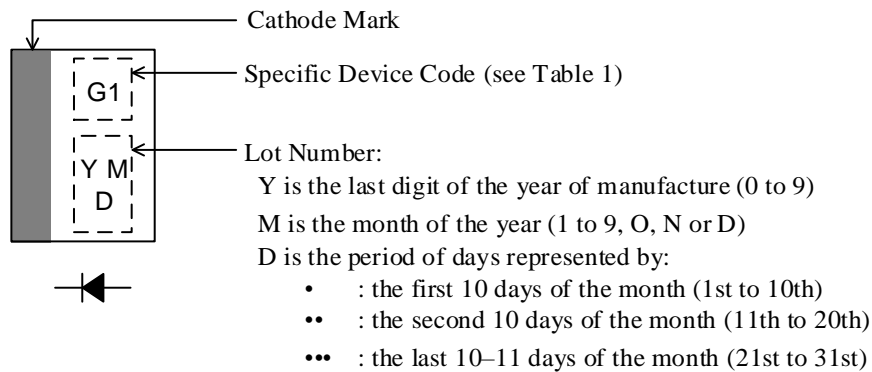 Cathode Mark
Specific Device Code (see Table 1)
G1
Lot Number:
Y M
D
Y is the last digit of the year of manufacture (0 to 9)
M is the month of the year (1 to 9, O, N or D)
D is the period of days represented by:
• : the first 10 days of the month (1st to 10th)
•• : the second 10 days of the month (11th to 20th)
••• : the last 10–11 days of the month (21st to 31st)